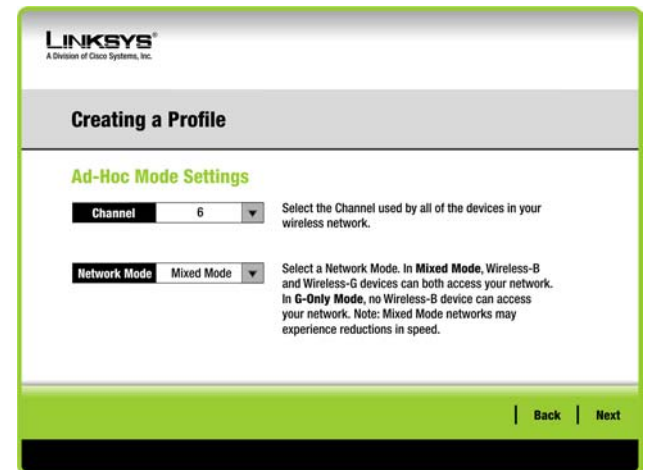 LINKSYS®
A Division of Cisco Systems, Inc.
Creating a Profile
Ad-Hoc Mode Settings
Channel 6
Select the Channel used by all of the devices in your
wireless network.
Network Mode Mixed Mode
Select a Network Mode. In Mixed Mode, Wireless-B
and Wireless-G devices can both access your network.
In G-Only Mode, no Wireless-B device can access
your network. Note: Mixed Mode networks may
experience reductions in speed.
Back Next